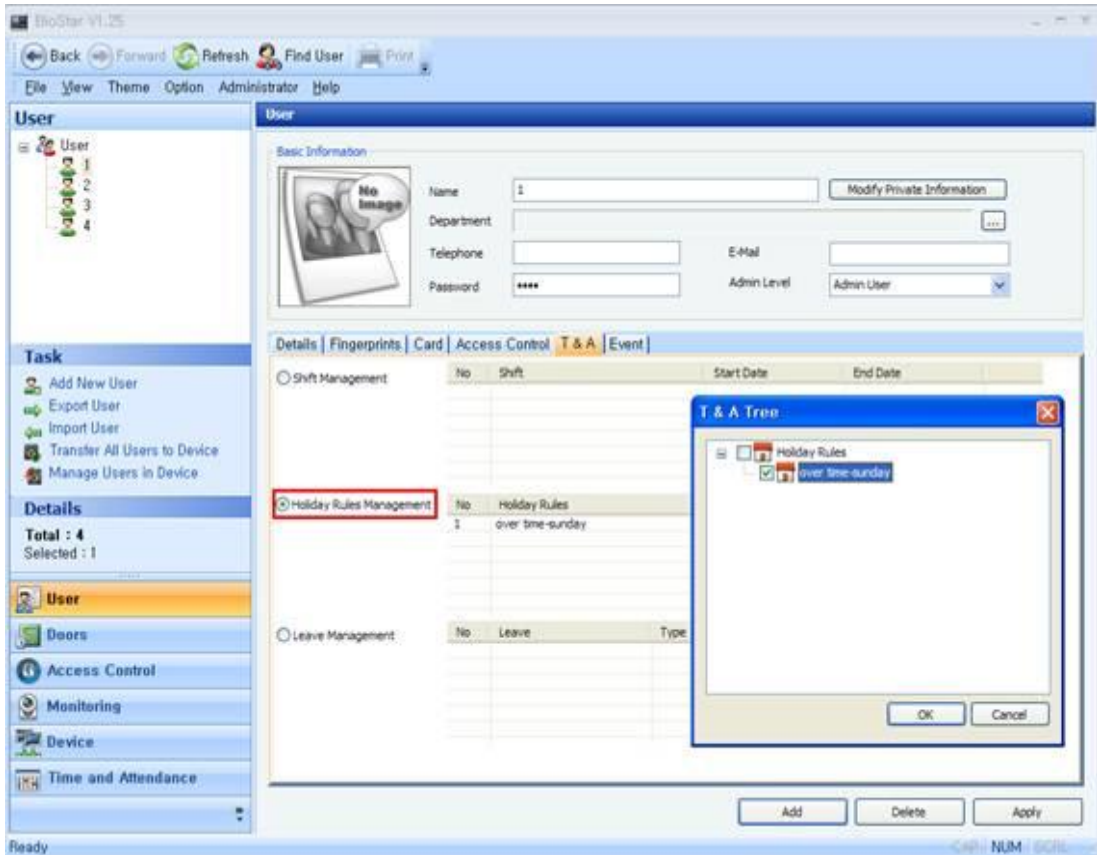 BioStar V1.25
Back Forward Refresh Find User Print
File View Theme Option Administrator Help
User
User
1
2
3
4
Task
Add New User
Export User
Import User
Transfer All Users to Device
Manage Users in Device
Details
Total : 4
Selected : 1
User
Doors
Access Control
Monitoring
Device
Time and Attendance
User
Basic Information
No Image
Name 1 Modify Private Information
Department ...
Telephone E-Mail
Password •••• Admin Level Admin User
Details Fingerprints Card Access Control T & A Event
Shift Management No Shift Start Date End Date
Holiday Rules Management No Holiday Rules
1 over time-sunday
Leave Management No Leave Type
T & A Tree
Holiday Rules
over time-sunday
OK Cancel
Add Delete Apply
Ready CAP NUM SCRL